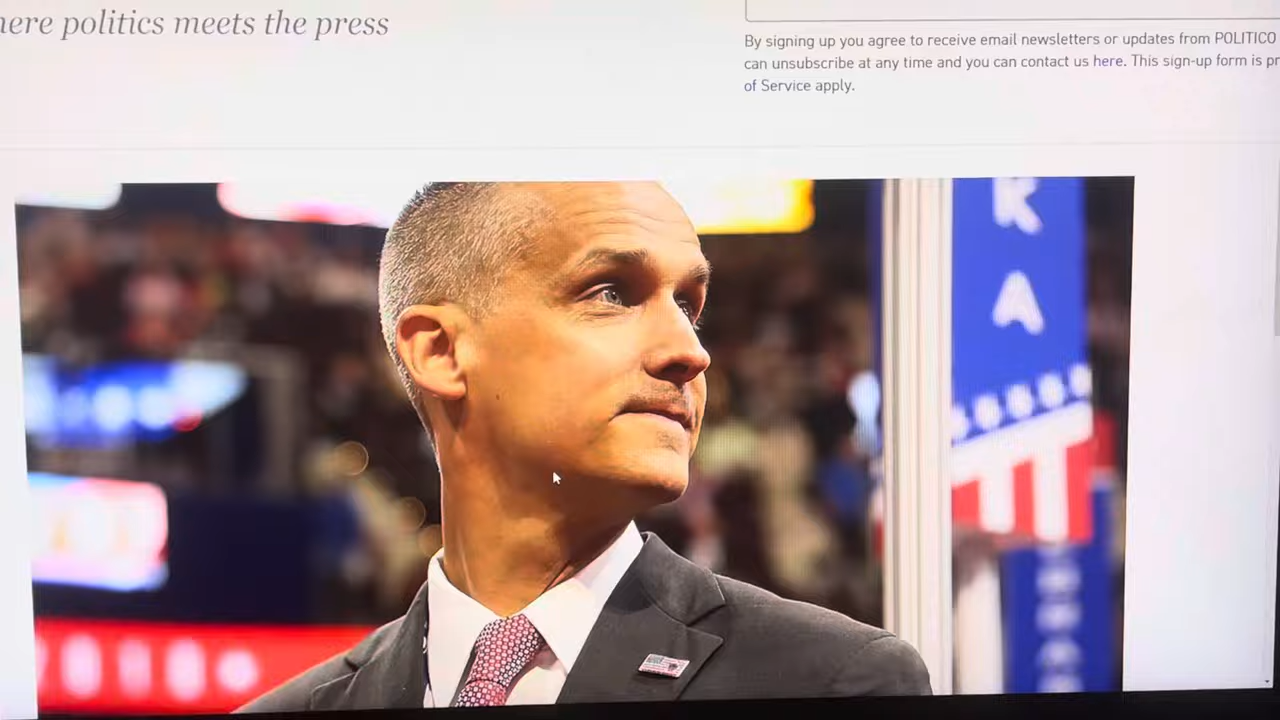 here politics meets the press
By signing up you agree to receive email newsletters or updates from POLITICO
can unsubscribe at any time and you can contact us here. This sign-up form is pr
of Service apply.
K
A